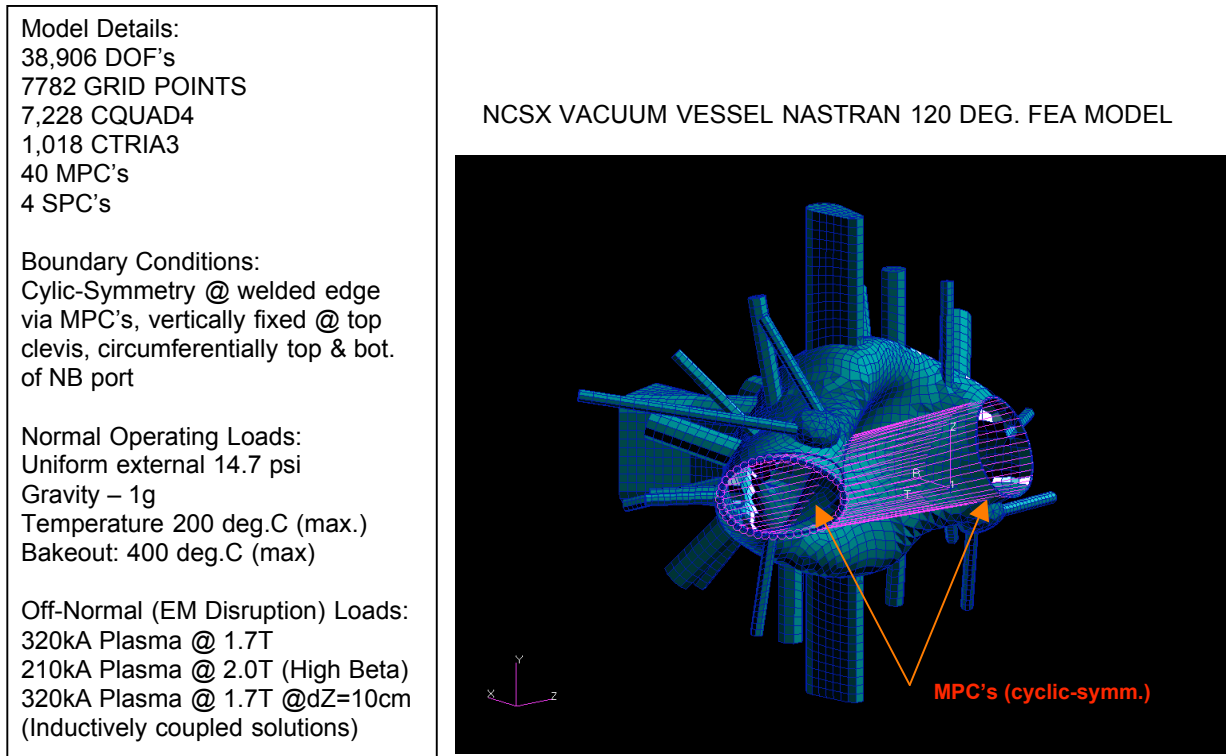 Model Details:
38,906 DOF's
7782 GRID POINTS
7,228 CQUAD4
1,018 CTRIA3
40 MPC's
4 SPC's
Boundary Conditions:
Cylic-Symmetry @ welded edge
via MPC's, vertically fixed @ top
clevis, circumferentially top & bot.
of NB port
Normal Operating Loads:
Uniform external 14.7 psi
Gravity – 1g
Temperature 200 deg.C (max.)
Bakeout: 400 deg.C (max)
Off-Normal (EM Disruption) Loads:
320kA Plasma @ 1.7T
210kA Plasma @ 2.0T (High Beta)
320kA Plasma @ 1.7T @dZ=10cm
(Inductively coupled solutions)
NCSX VACUUM VESSEL NASTRAN 120 DEG. FEA MODEL
Z
R
T
1
Y
X
Z
MPC's (cyclic-symm.)